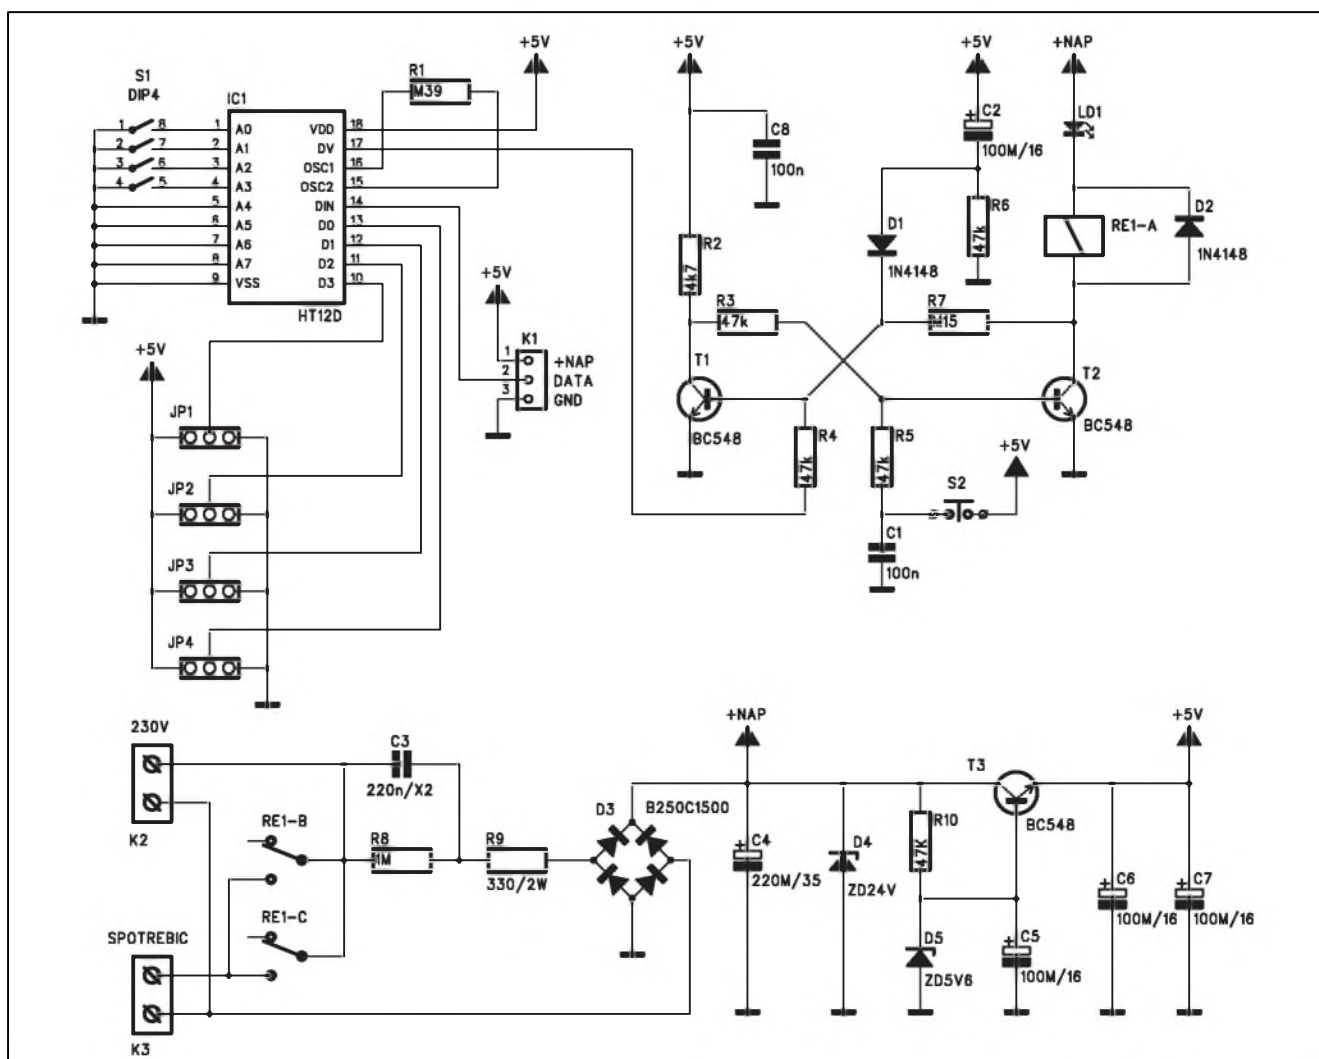 +5V
+5V
+5V
+NAP
S1
DIP4
R1
M39
IC1
1 8 1 A0 VDD 18
2 7 2 A1 DV 17
3 6 3 A2 OSC1 16
4 5 4 A3 OSC2 15
5 A4 DIN 14
6 A5 D0 13
7 A6 D1 12
8 A7 D2 11
9 VSS D3 10
HT12D
C8
100n
C2
100M/16
LD1
R2
4k7
D1
1N4148
R6
47k
RE1-A
D2
1N4148
+5V
R3
47k
R7
M15
K1
1 +NAP
2 DATA
3 GND
+5V
T1
BC548
T2
BC548
R4
47k
R5
47k
+5V
S2
C1
100n
JP1
JP2
JP3
JP4
230V
K2
C3
220n/X2
RE1-B
R8
1M
R9
330/2W
D3
B250C1500
RE1-C
SPOTREBIC
K3
+NAP
+5V
T3
BC548
C4
220M/35
D4
ZD24V
R10
47K
D5
ZD5V6
C5
100M/16
C6
100M/16
C7
100M/16